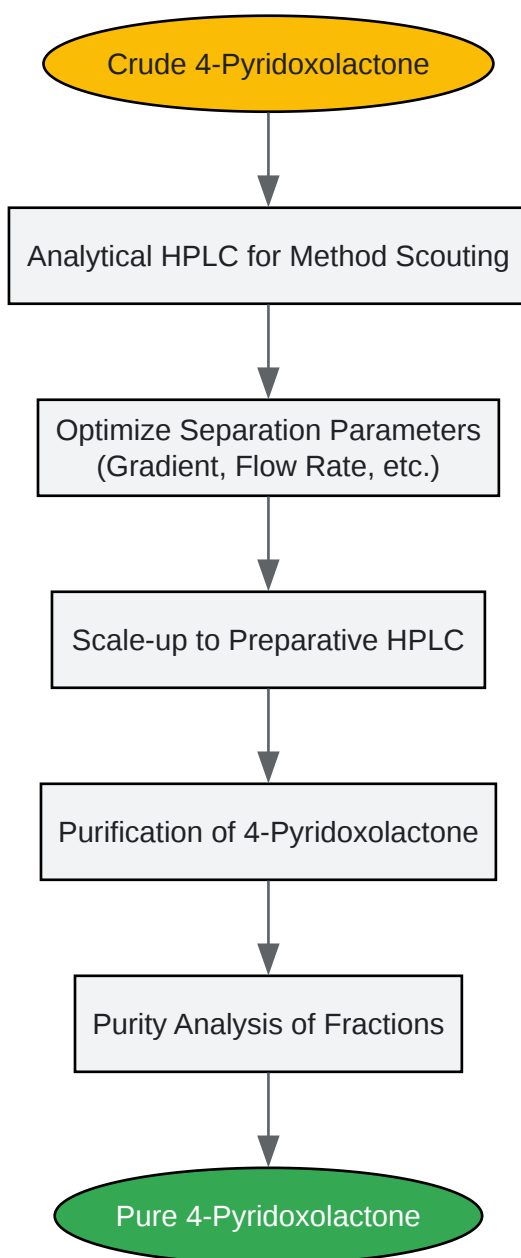 Crude 4-Pyridoxolactone
Analytical HPLC for Method Scouting
Optimize Separation Parameters
(Gradient, Flow Rate, etc.)
Scale-up to Preparative HPLC
Purification of 4-Pyridoxolactone
Purity Analysis of Fractions
Pure 4-Pyridoxolactone